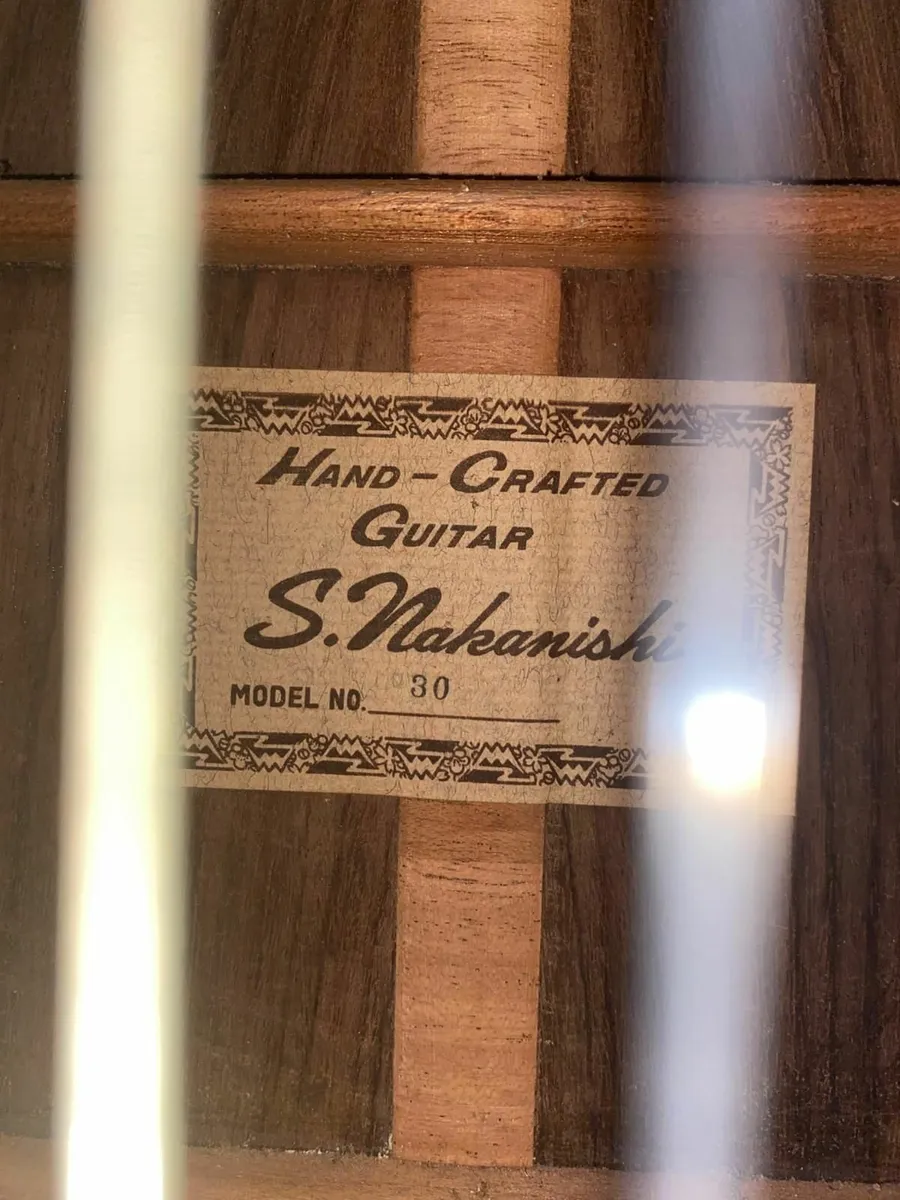 HAND-CRAFTED
GUITAR
S. Nakanishi
MODEL NO. 30